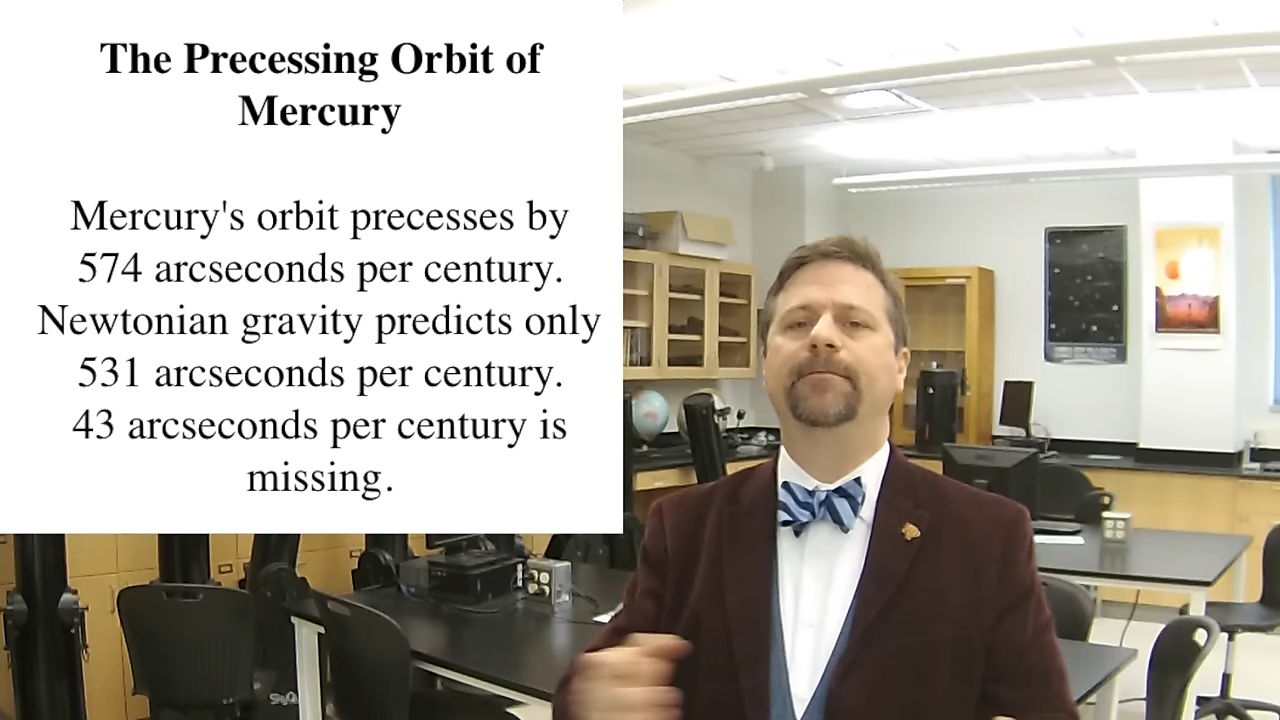 The Precessing Orbit of
Mercury
Mercury's orbit precesses by
574 arcseconds per century.
Newtonian gravity predicts only
531 arcseconds per century.
43 arcseconds per century is
missing.